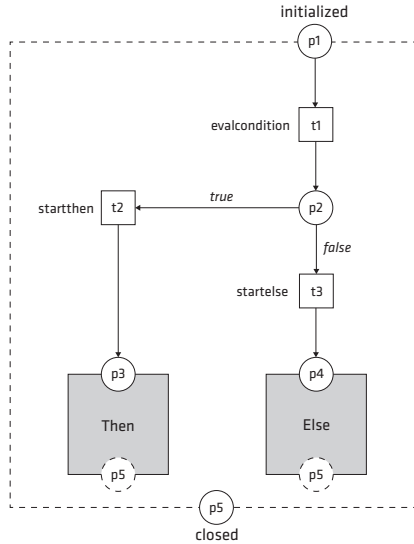 initialized
p1
evalcondition
t1
true
startthen
t2
p2
false
startelse
t3
p3
p4
Then
Else
p5
p5
p5
closed